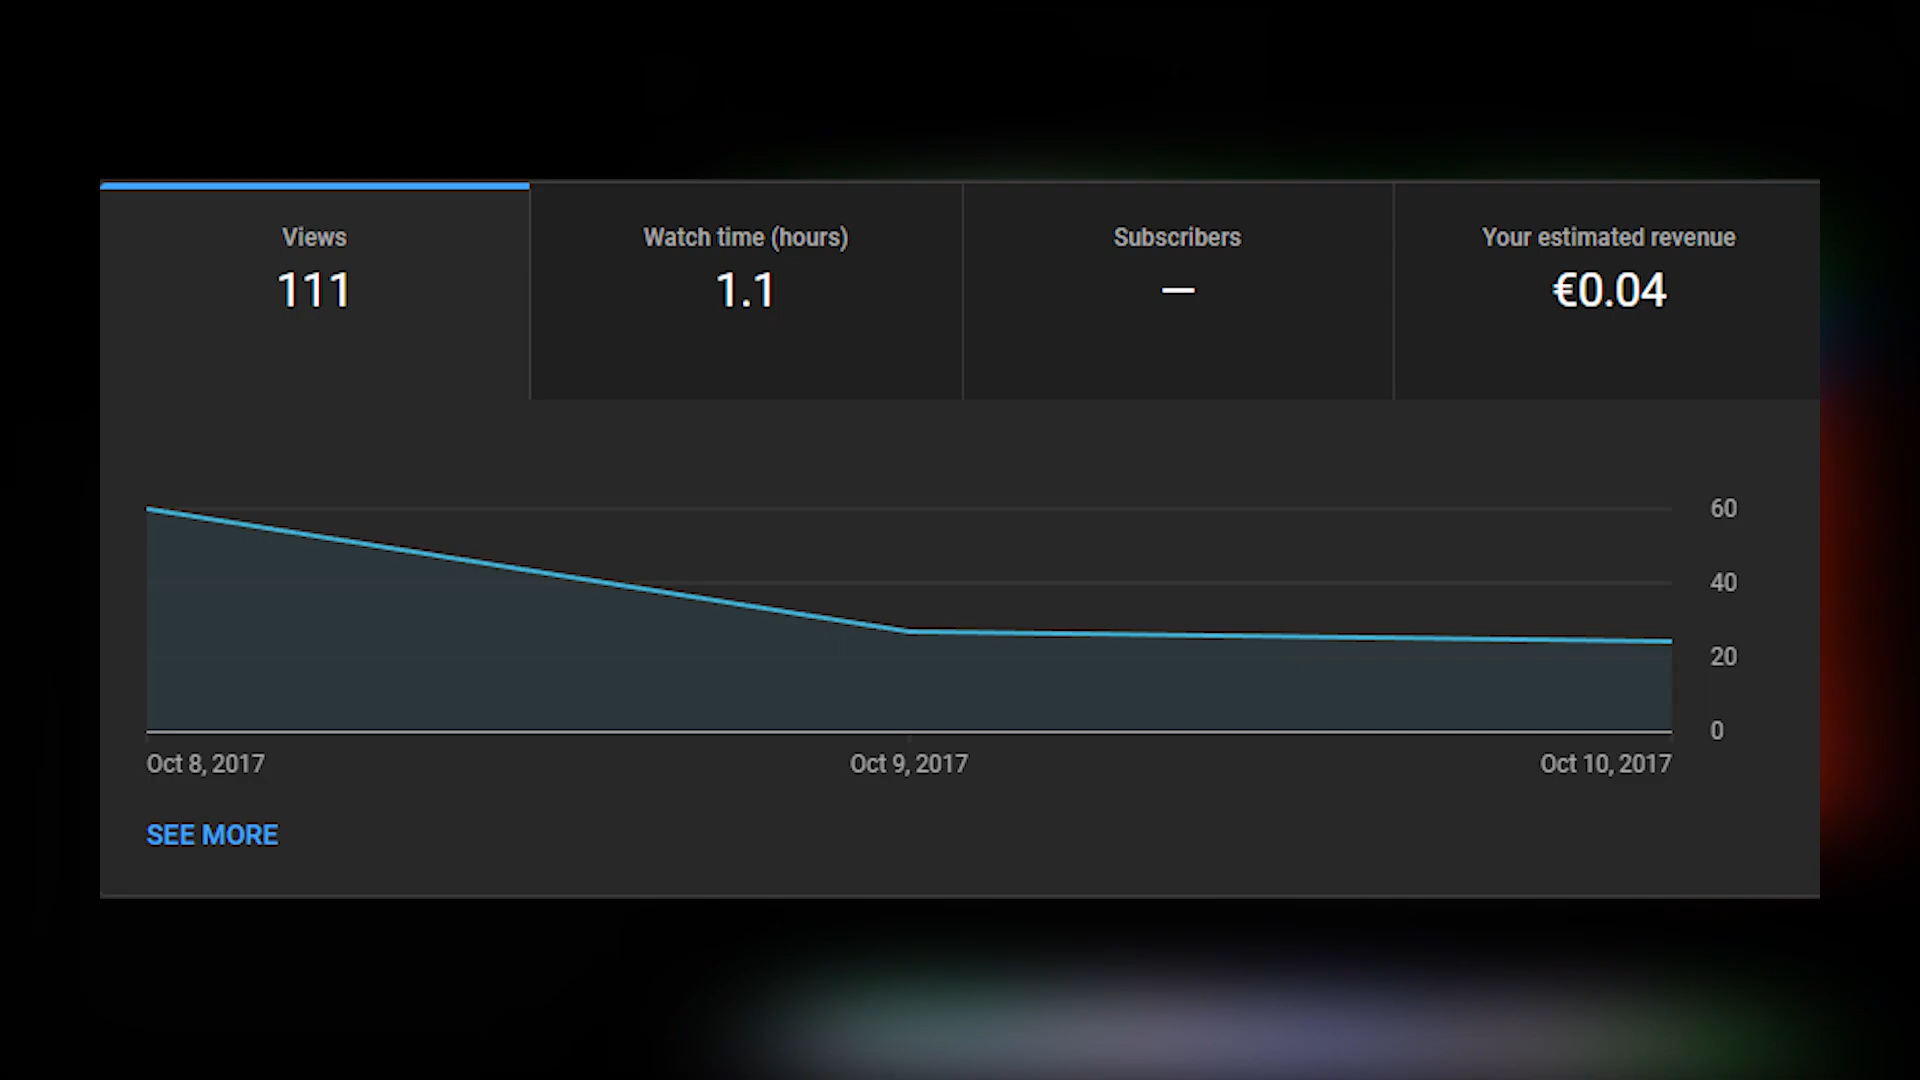 Views
111
Watch time (hours)
1.1
Subscribers
—
Your estimated revenue
€0.04
60
40
20
0
Oct 8, 2017
Oct 9, 2017
Oct 10, 2017
SEE MORE